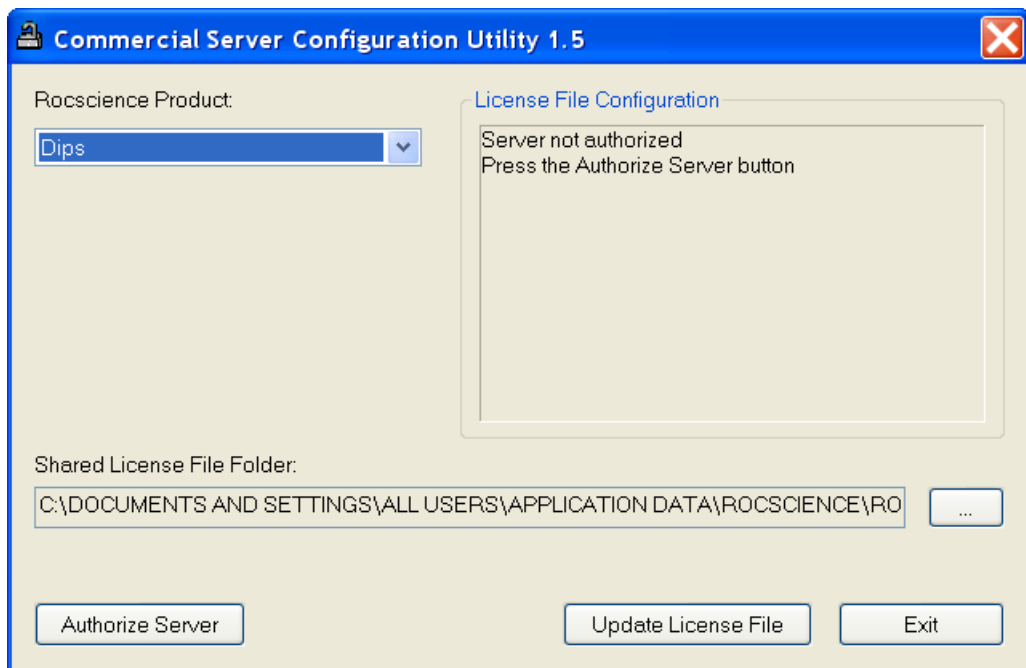 Commercial Server Configuration Utility 1.5
Rocscience Product:
Dips
License File Configuration
Server not authorized
Press the Authorize Server button
Shared License File Folder:
C:\DOCUMENTS AND SETTINGS\ALL USERS\APPLICATION DATA\ROCSCIENCE\RO
...
Authorize Server
Update License File
Exit